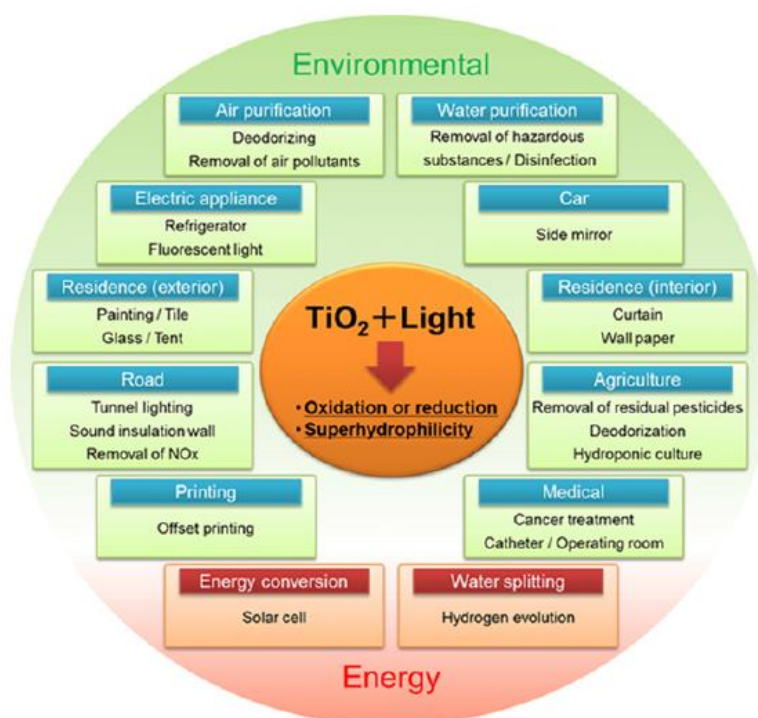 Environmental
Air purification
Deodorizing
Removal of air pollutants
Water purification
Removal of hazardous
substances / Disinfection
Electric appliance
Refrigerator
Fluorescent light
Car
Side mirror
Residence (exterior)
Painting / Tile
Glass / Tent
TiO₂+Light
• Oxidation or reduction
• Superhydrophilicity
Residence (interior)
Curtain
Wall paper
Road
Tunnel lighting
Sound insulation wall
Removal of NOx
Agriculture
Removal of residual pesticides
Deodorization
Hydroponic culture
Printing
Offset printing
Medical
Cancer treatment
Catheter / Operating room
Energy conversion
Solar cell
Water splitting
Hydrogen evolution
Energy